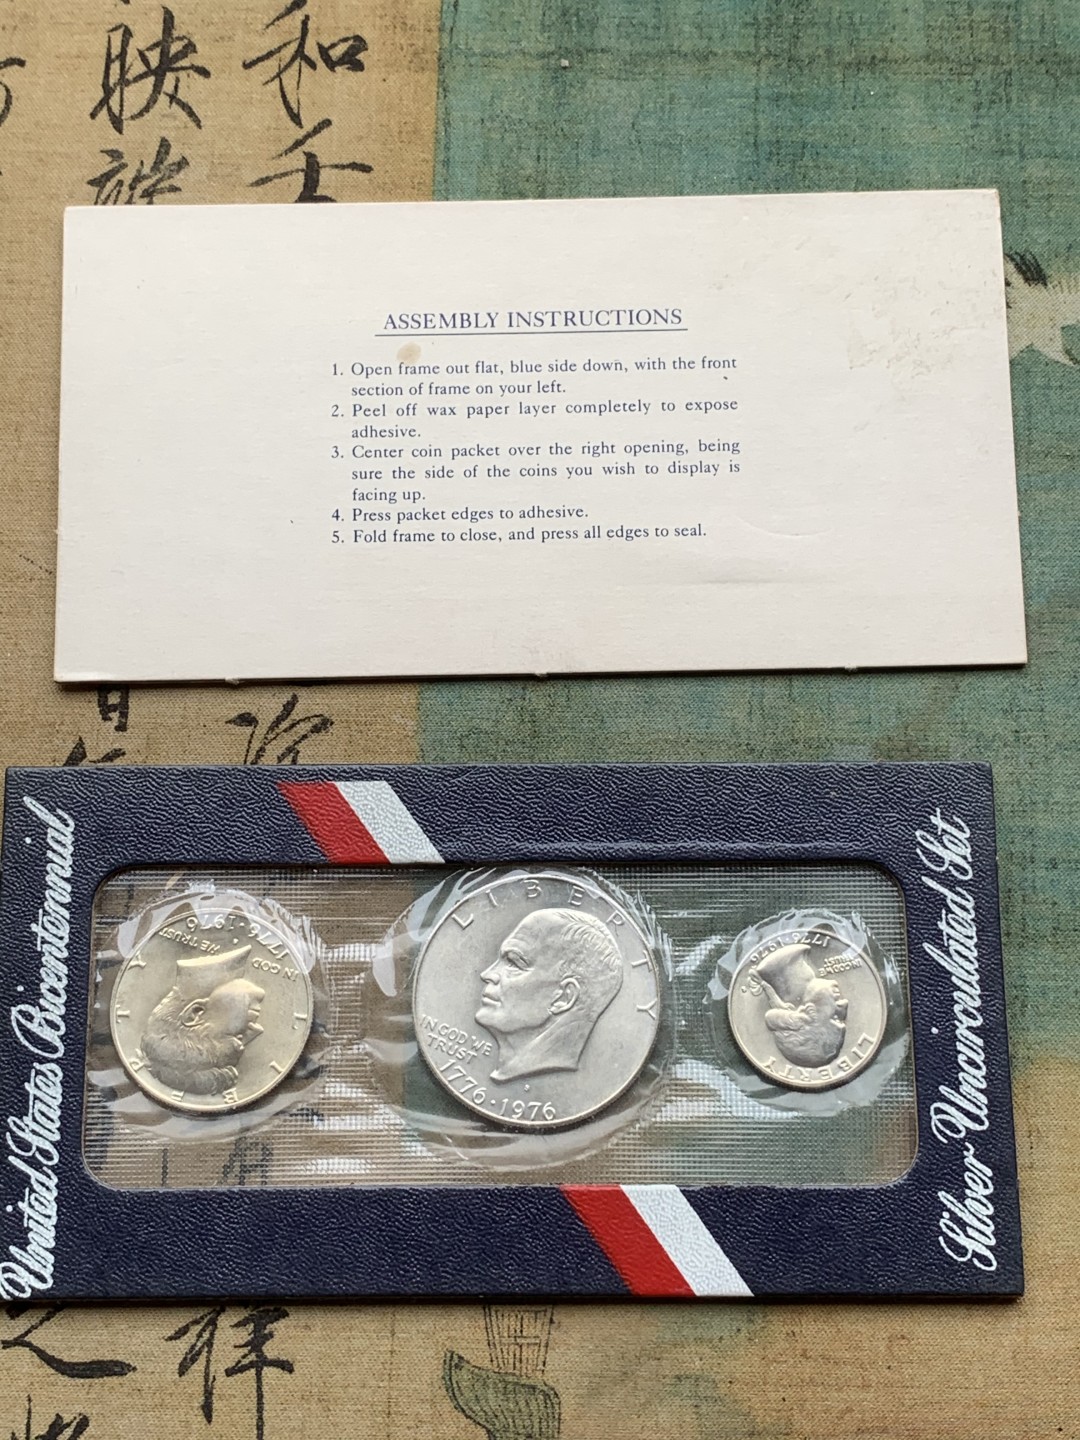 和
映
壬
ASSEMBLY INSTRUCTIONS
1. Open frame out flat, blue side down, with the front
section of frame on your left.
2. Peel off wax paper layer completely to expose
adhesive.
3. Center coin packet over the right opening, being
sure the side of the coins you wish to display is
facing up.
4. Press packet edges to adhesive.
5. Fold frame to close, and press all edges to seal.
United States Bicentennial
Silver Uncirculated Set
LIBERTY
IN GOD
WE TRUST
1776·1976
LIBERTY
IN GOD WE
TRUST
1776·1976
LIBERTY
IN GOD WE
TRUST
1776·1976
之
祥